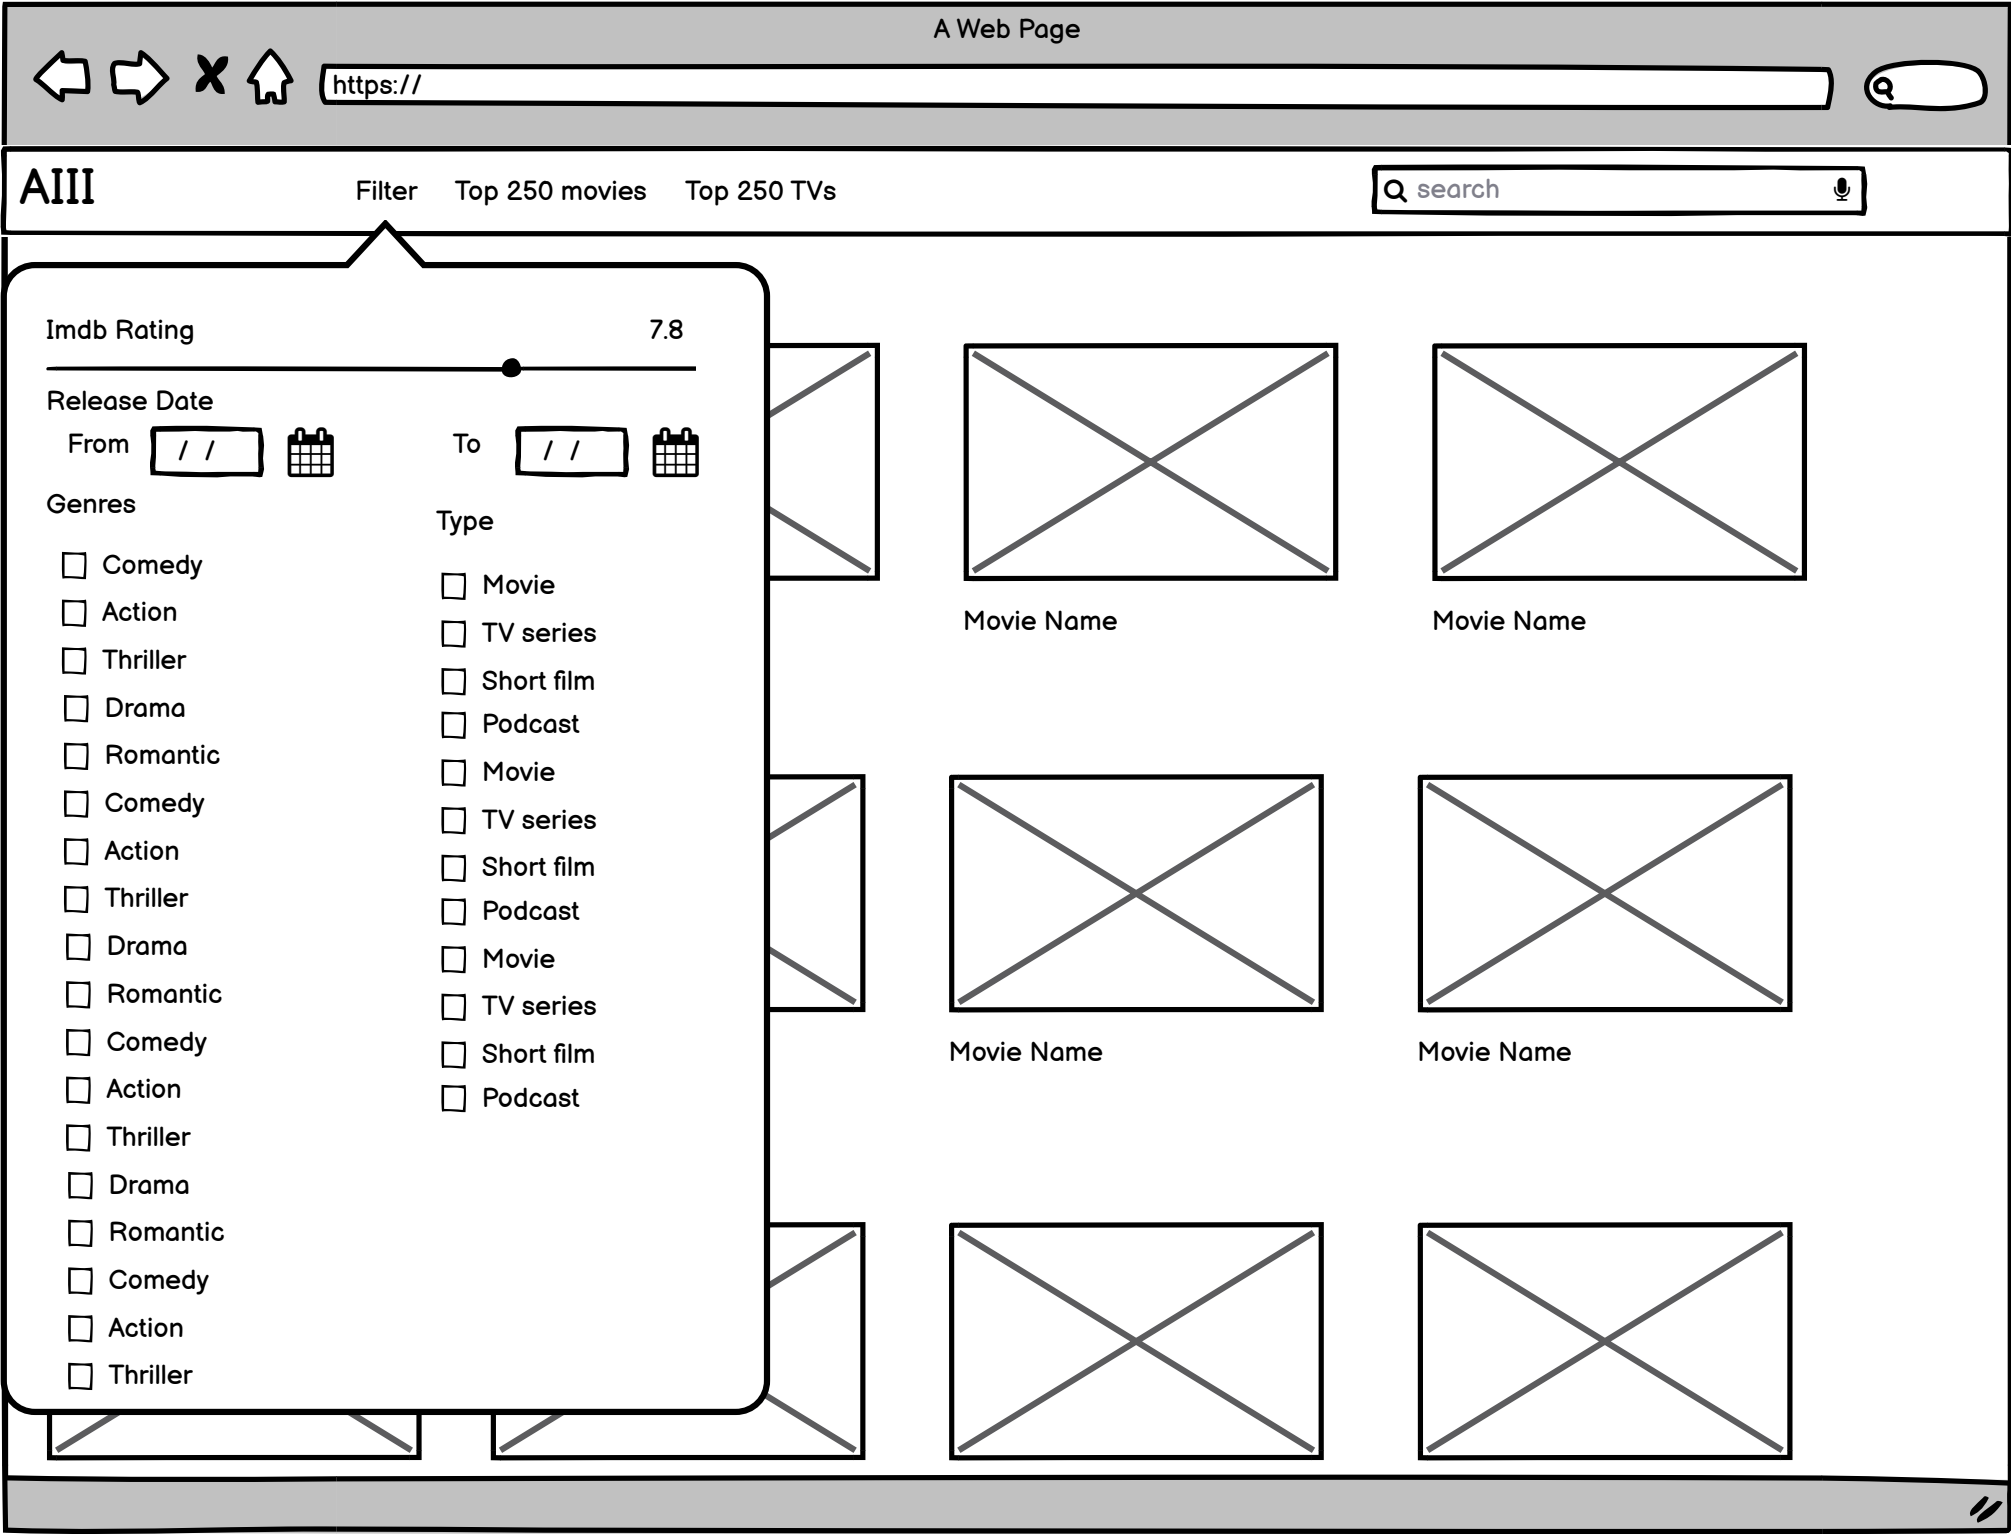 A Web Page
https://
AIII
Filter Top 250 movies Top 250 TVs
search
Imdb Rating 7.8
Release Date
From / / To / /
Genres
Comedy
Action
Thriller
Drama
Romantic
Comedy
Action
Thriller
Drama
Romantic
Comedy
Action
Thriller
Drama
Romantic
Comedy
Action
Thriller
Type
Movie
TV series
Short film
Podcast
Movie
TV series
Short film
Podcast
Movie
TV series
Short film
Podcast
Movie Name
Movie Name
Movie Name
Movie Name